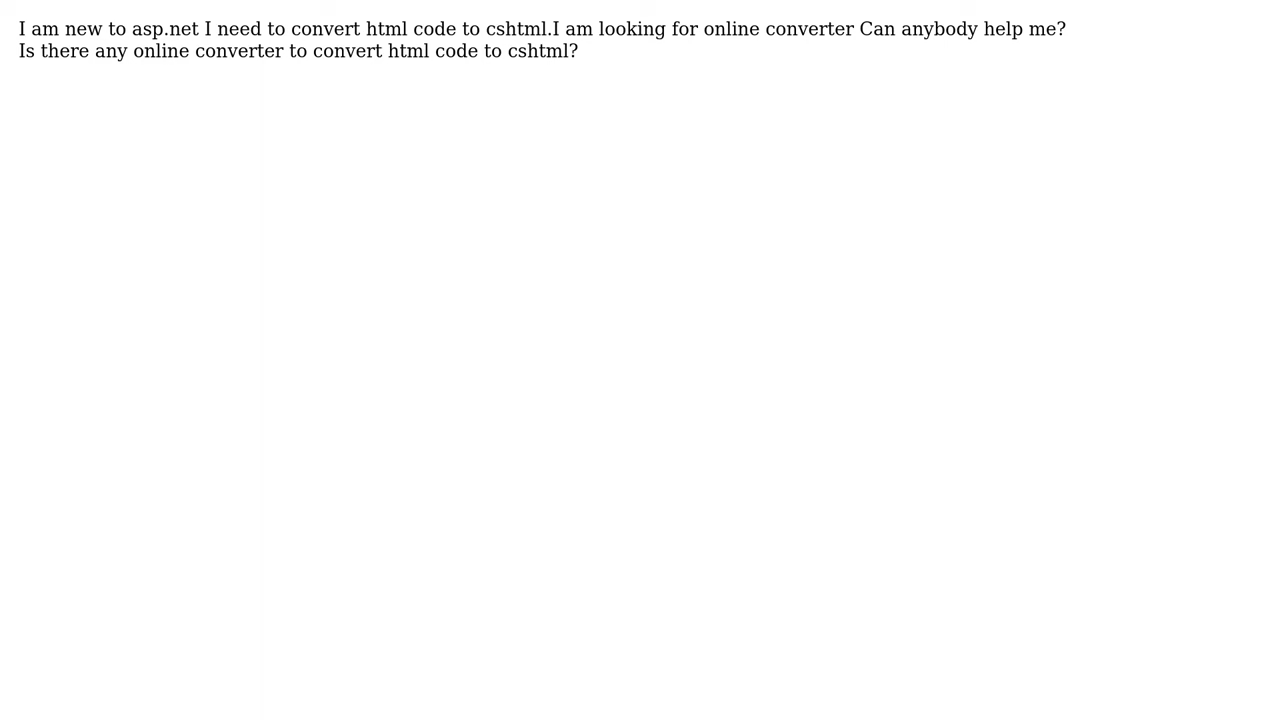 I am new to asp.net I need to convert html code to cshtml.I am looking for online converter Can anybody help me?
Is there any online converter to convert html code to cshtml?